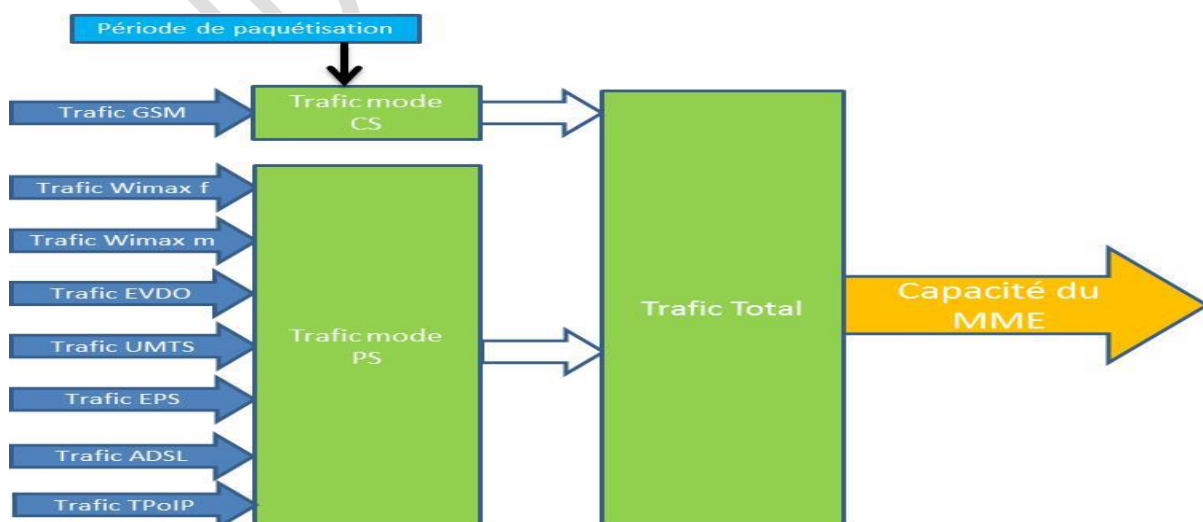 Période de paquétisation
Trafic GSM
Trafic mode
CS
Trafic Wimax f
Trafic Wimax m
Trafic EVDO
Trafic UMTS
Trafic EPS
Trafic ADSL
Trafic TPoIP
Trafic mode
PS
Trafic Total
Capacité du
MME